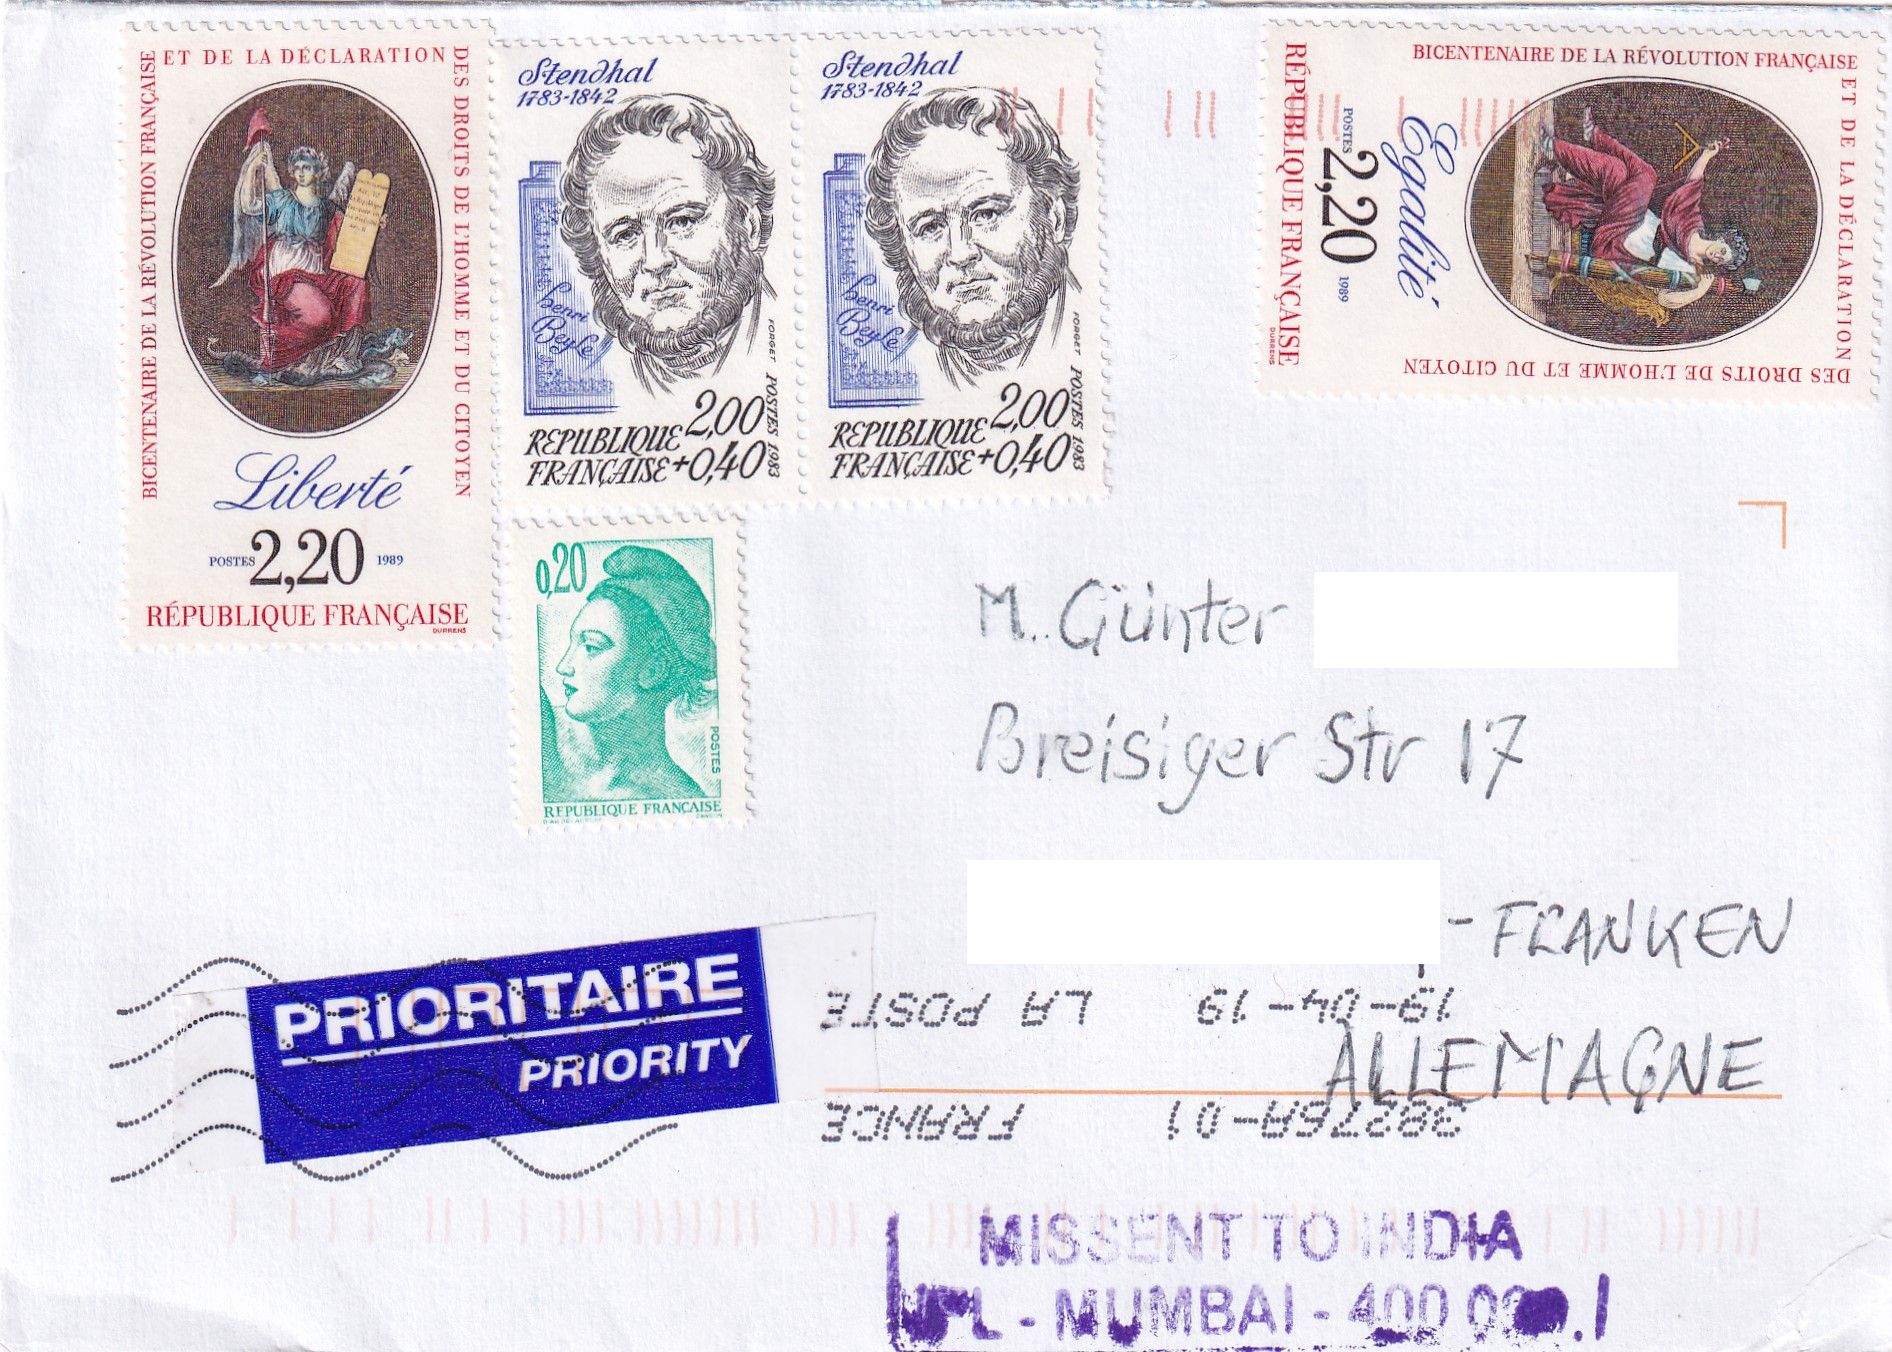 BICENTENAIRE DE LA RÉVOLUTION FRANÇAISE
ET DE LA DÉCLARATION
DES DROITS DE L'HOMME ET DU CITOYEN
Liberté
POSTES 2,20 1989
RÉPUBLIQUE FRANÇAISE
DURRENS
Stendhal
1783-1842
Henri
Beyle
FORGET
POSTES 1983
2,00
REPUBLIQUE
FRANÇAISE +0,40
Stendhal
1783-1842
Henri
Beyle
FORGET
POSTES 1983
2,00
REPUBLIQUE
FRANÇAISE +0,40
BICENTENAIRE DE LA RÉVOLUTION FRANÇAISE
ET DE LA DÉCLARATION
DES DROITS DE L'HOMME ET DU CITOYEN
Egalité
POSTES 2,20 1989
RÉPUBLIQUE FRANÇAISE
DURRENS
0,20
POSTES
REPUBLIQUE FRANÇAISE
M. Günter
Breisiger Str 17
- FRANKEN
ALLEMAGNE
PRIORITAIRE
PRIORITY
38276A-01 FRANCE
19-04-19 LA POSTE
MISSENT TO INDIA
- MUMBAI - 400